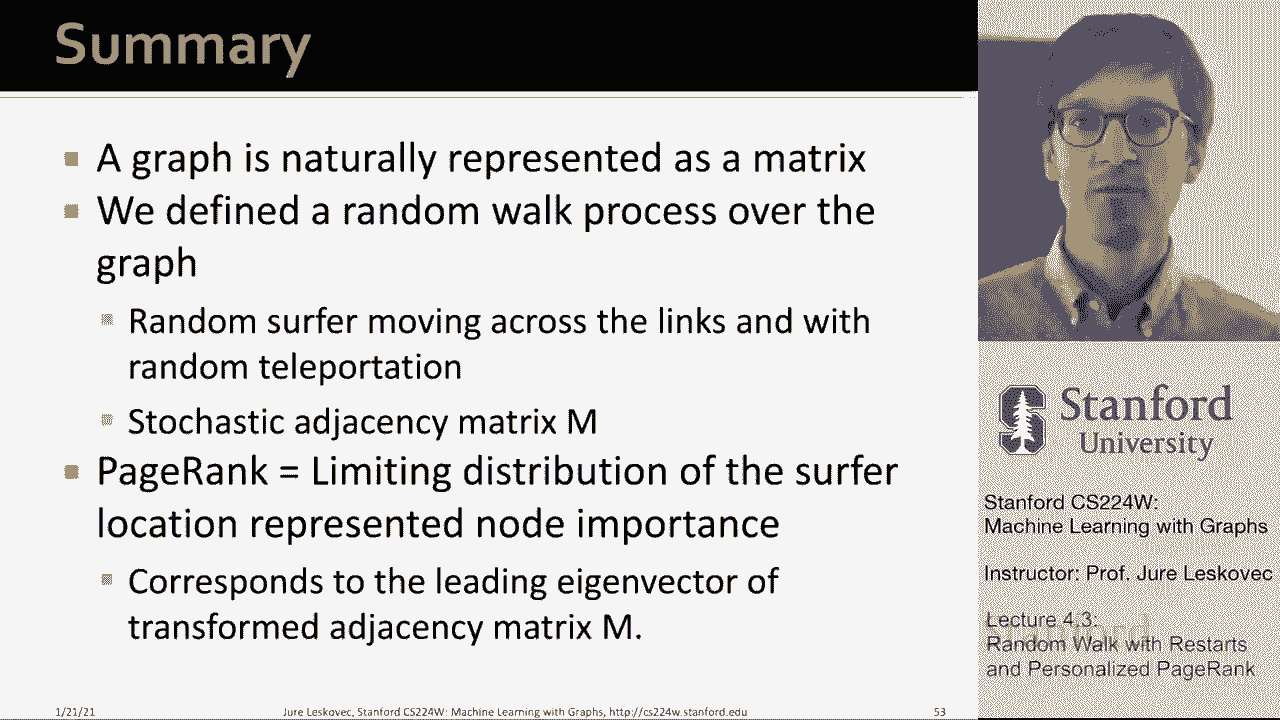 Summary
A graph is naturally represented as a matrix
We defined a random walk process over the
graph
Random surfer moving across the links and with
random teleportation
Stochastic adjacency matrix M
PageRank = Limiting distribution of the surfer
location represented node importance
Corresponds to the leading eigenvector of
transformed adjacency matrix M.
1/21/21
Jure Leskovec, Stanford CS224W: Machine Learning with Graphs, http://cs224w.stanford.edu
53
Stanford
University
Stanford CS224W:
Machine Learning with Graphs
Instructor: Prof. Jure Leskovec
Lecture 4.3:
Random Walk with Restarts
and Personalized PageRank